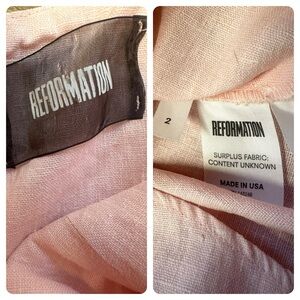 REFORMATION
2
REFORMATION
SURPLUS FABRIC:
CONTENT UNKNOWN
MADE IN USA